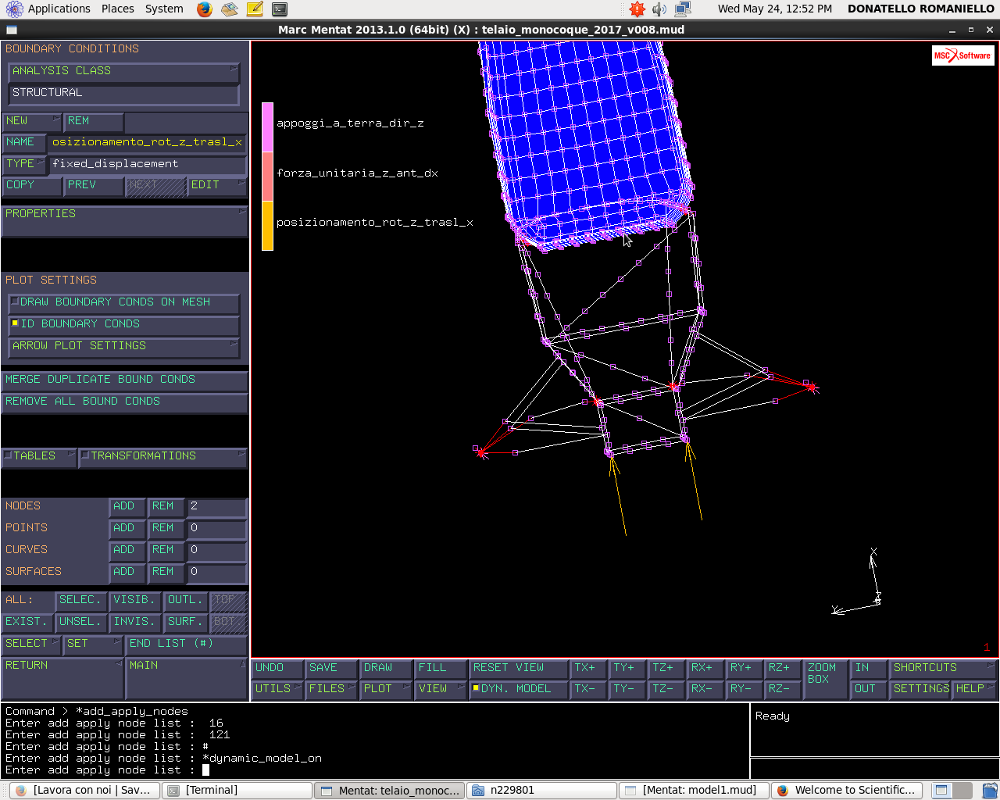 Applications Places System
Wed May 24, 12:52 PM DONATELLO ROMANIELLO
Marc Mentat 2013.1.0 (64bit) (X) : telaio_monocoque_2017_v008.mud
BOUNDARY CONDITIONS
ANALYSIS CLASS
STRUCTURAL
NEW REM
NAME osizionamento_rot_z_trasl_x
TYPE fixed_displacement
COPY PREV NEXT EDIT
PROPERTIES
PLOT SETTINGS
DRAW BOUNDARY CONDS ON MESH
ID BOUNDARY CONDS
ARROW PLOT SETTINGS
MERGE DUPLICATE BOUND CONDS
REMOVE ALL BOUND CONDS
TABLES TRANSFORMATIONS
NODES ADD REM 2
POINTS ADD REM 0
CURVES ADD REM 0
SURFACES ADD REM 0
ALL: SELEC. VISIB. OUTL. TOP
EXIST. UNSEL. INVIS. SURF. BOT.
SELECT SET END LIST (#)
RETURN MAIN
appoggi_a_terra_dir_z
forza_unitaria_z_ant_dx
posizionamento_rot_z_trasl_x
MSC Software
X
Y
Z
1
UNDO SAVE DRAW FILL RESET VIEW TX+ TY+ TZ+ RX+ RY+ RZ+ ZOOM BOX IN SHORTCUTS
UTILS FILES PLOT VIEW DYN. MODEL TX- TY- TZ- RX- RY- RZ- OUT SETTINGS HELP
Command > *add_apply_nodes
Enter add apply node list : 16
Enter add apply node list : 121
Enter add apply node list : #
Enter add apply node list : *dynamic_model_on
Enter add apply node list :
Ready
[Lavora con noi | Sav... [Terminal] Mentat: telaio_monoc... n229801 [Mentat: model1.mud] Welcome to Scientific...